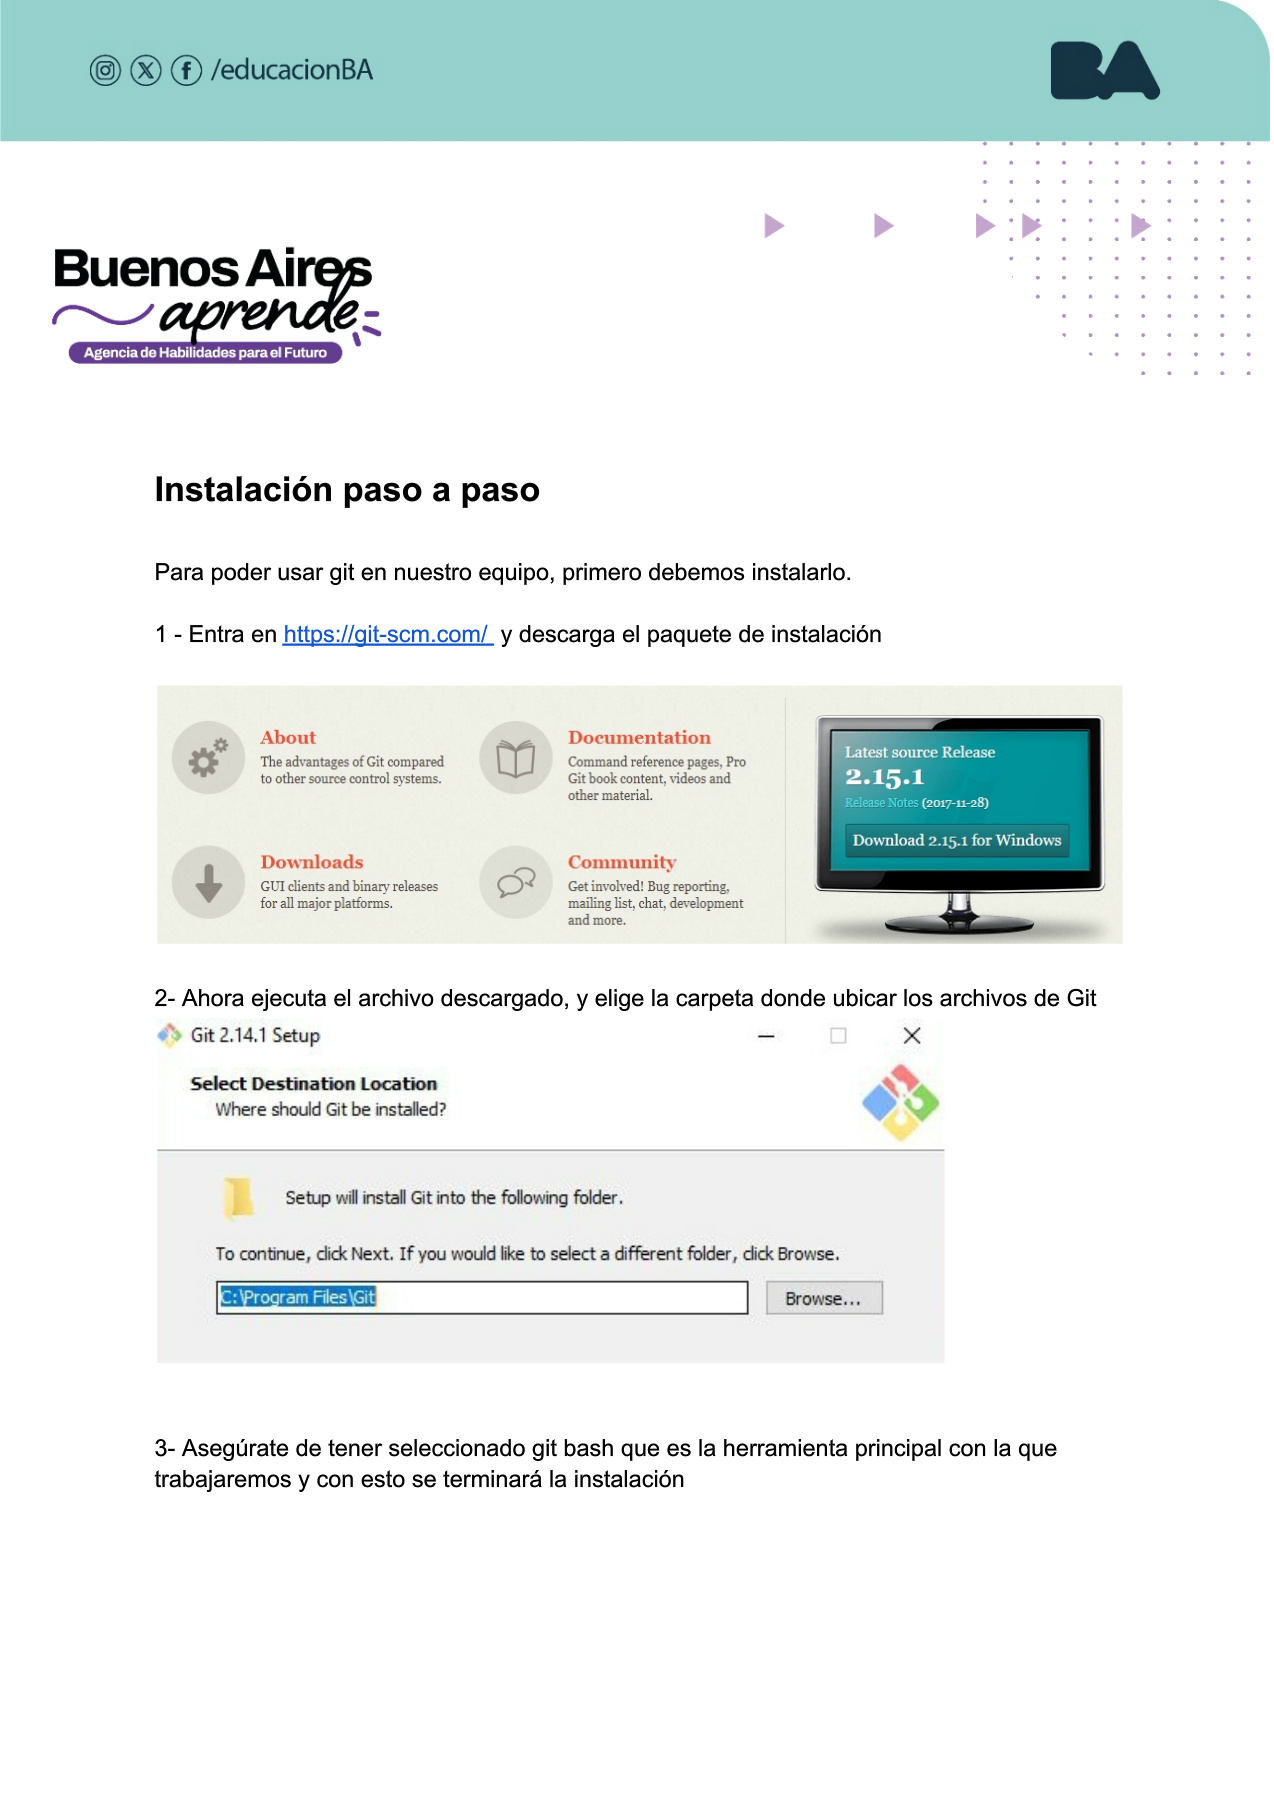 /educacionBA
BA
Buenos Aires
aprende
Agencia de Habilidades para el Futuro
Instalación paso a paso
Para poder usar git en nuestro equipo, primero debemos instalarlo.
1 - Entra en https://git-scm.com/ y descarga el paquete de instalación
About
The advantages of Git compared
to other source control systems.
Documentation
Command reference pages, Pro
Git book content, videos and
other material.
Downloads
GUI clients and binary releases
for all major platforms.
Community
Get involved! Bug reporting,
mailing list, chat, development
and more.
Latest source Release
2.15.1
Release Notes (2017-11-28)
Download 2.15.1 for Windows
2- Ahora ejecuta el archivo descargado, y elige la carpeta donde ubicar los archivos de Git
Git 2.14.1 Setup
Select Destination Location
Where should Git be installed?
Setup will install Git into the following folder.
To continue, click Next. If you would like to select a different folder, click Browse.
C:\Program Files\Git
Browse...
3- Asegúrate de tener seleccionado git bash que es la herramienta principal con la que
trabajaremos y con esto se terminará la instalación